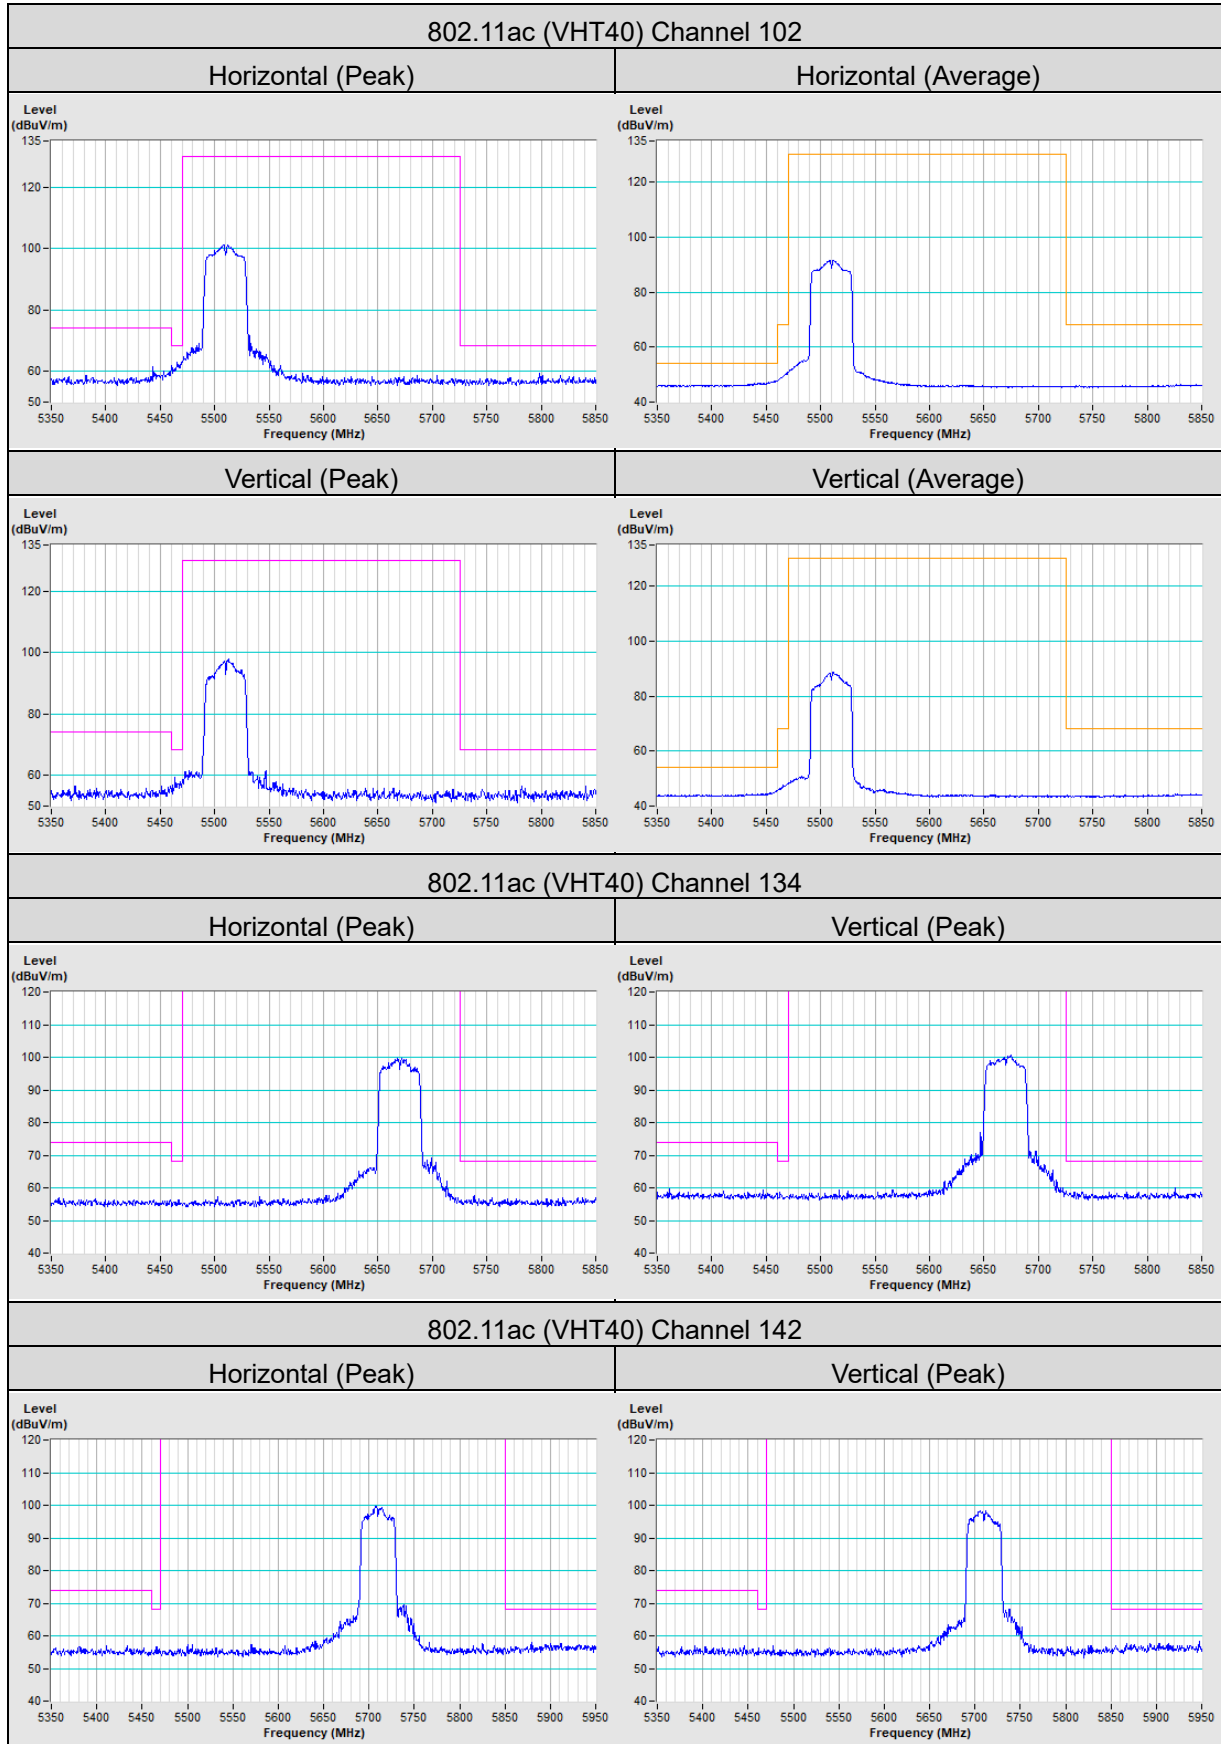 802.11ac (VHT40) Channel 102
Horizontal (Peak) Horizontal (Average)
Level
(dBuV/m)
135
120
100
80
60
50
5350 5400 5450 5500 5550 5600 5650 5700 5750 5800 5850
Frequency (MHz)
Level
(dBuV/m)
135
120
100
80
60
40
5350 5400 5450 5500 5550 5600 5650 5700 5750 5800 5850
Frequency (MHz)
Vertical (Peak) Vertical (Average)
Level
(dBuV/m)
135
120
100
80
60
50
5350 5400 5450 5500 5550 5600 5650 5700 5750 5800 5850
Frequency (MHz)
Level
(dBuV/m)
135
120
100
80
60
40
5350 5400 5450 5500 5550 5600 5650 5700 5750 5800 5850
Frequency (MHz)
802.11ac (VHT40) Channel 134
Horizontal (Peak) Vertical (Peak)
Level
(dBuV/m)
120
110
100
90
80
70
60
50
40
5350 5400 5450 5500 5550 5600 5650 5700 5750 5800 5850
Frequency (MHz)
Level
(dBuV/m)
120
110
100
90
80
70
60
50
40
5350 5400 5450 5500 5550 5600 5650 5700 5750 5800 5850
Frequency (MHz)
802.11ac (VHT40) Channel 142
Horizontal (Peak) Vertical (Peak)
Level
(dBuV/m)
120
110
100
90
80
70
60
50
40
5350 5400 5450 5500 5550 5600 5650 5700 5750 5800 5850 5900 5950
Frequency (MHz)
Level
(dBuV/m)
120
110
100
90
80
70
60
50
40
5350 5400 5450 5500 5550 5600 5650 5700 5750 5800 5850 5900 5950
Frequency (MHz)